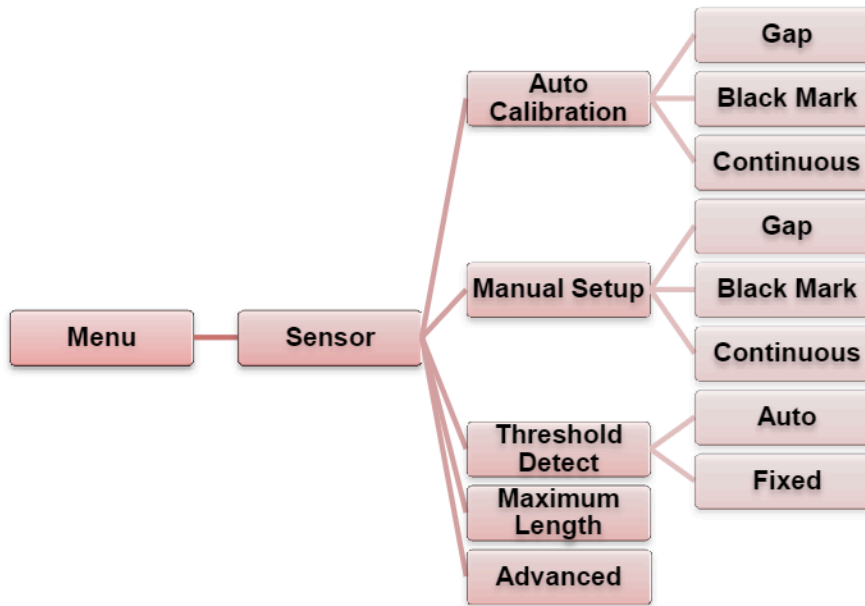 Menu
Sensor
Auto
Calibration
Gap
Black Mark
Continuous
Manual Setup
Gap
Black Mark
Continuous
Threshold
Detect
Auto
Fixed
Maximum
Length
Advanced